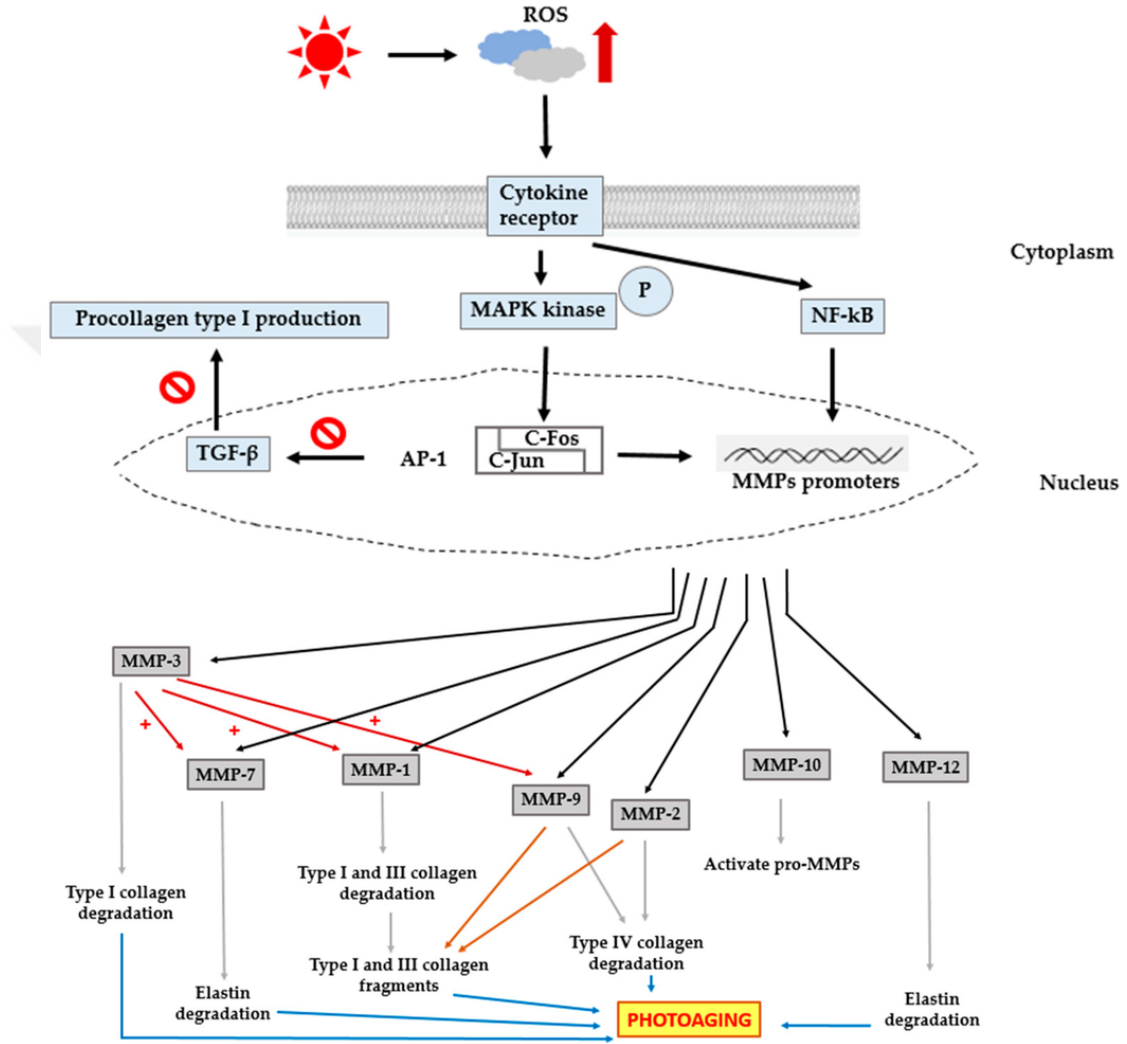 ROS
Cytokine
receptor
Cytoplasm
P
MAPK kinase
Procollagen type I production
NF-kB
C-Fos
TGF-β
AP-1
C-Jun
MMPs promoters
Nucleus
MMP-3
+
+
+
MMP-7
MMP-1
MMP-10
MMP-12
MMP-9
MMP-2
Activate pro-MMPs
Type I and III collagen
degradation
Type I collagen
degradation
Type IV collagen
degradation
Type I and III collagen
fragments
Elastin
degradation
Elastin
degradation
PHOTOAGING